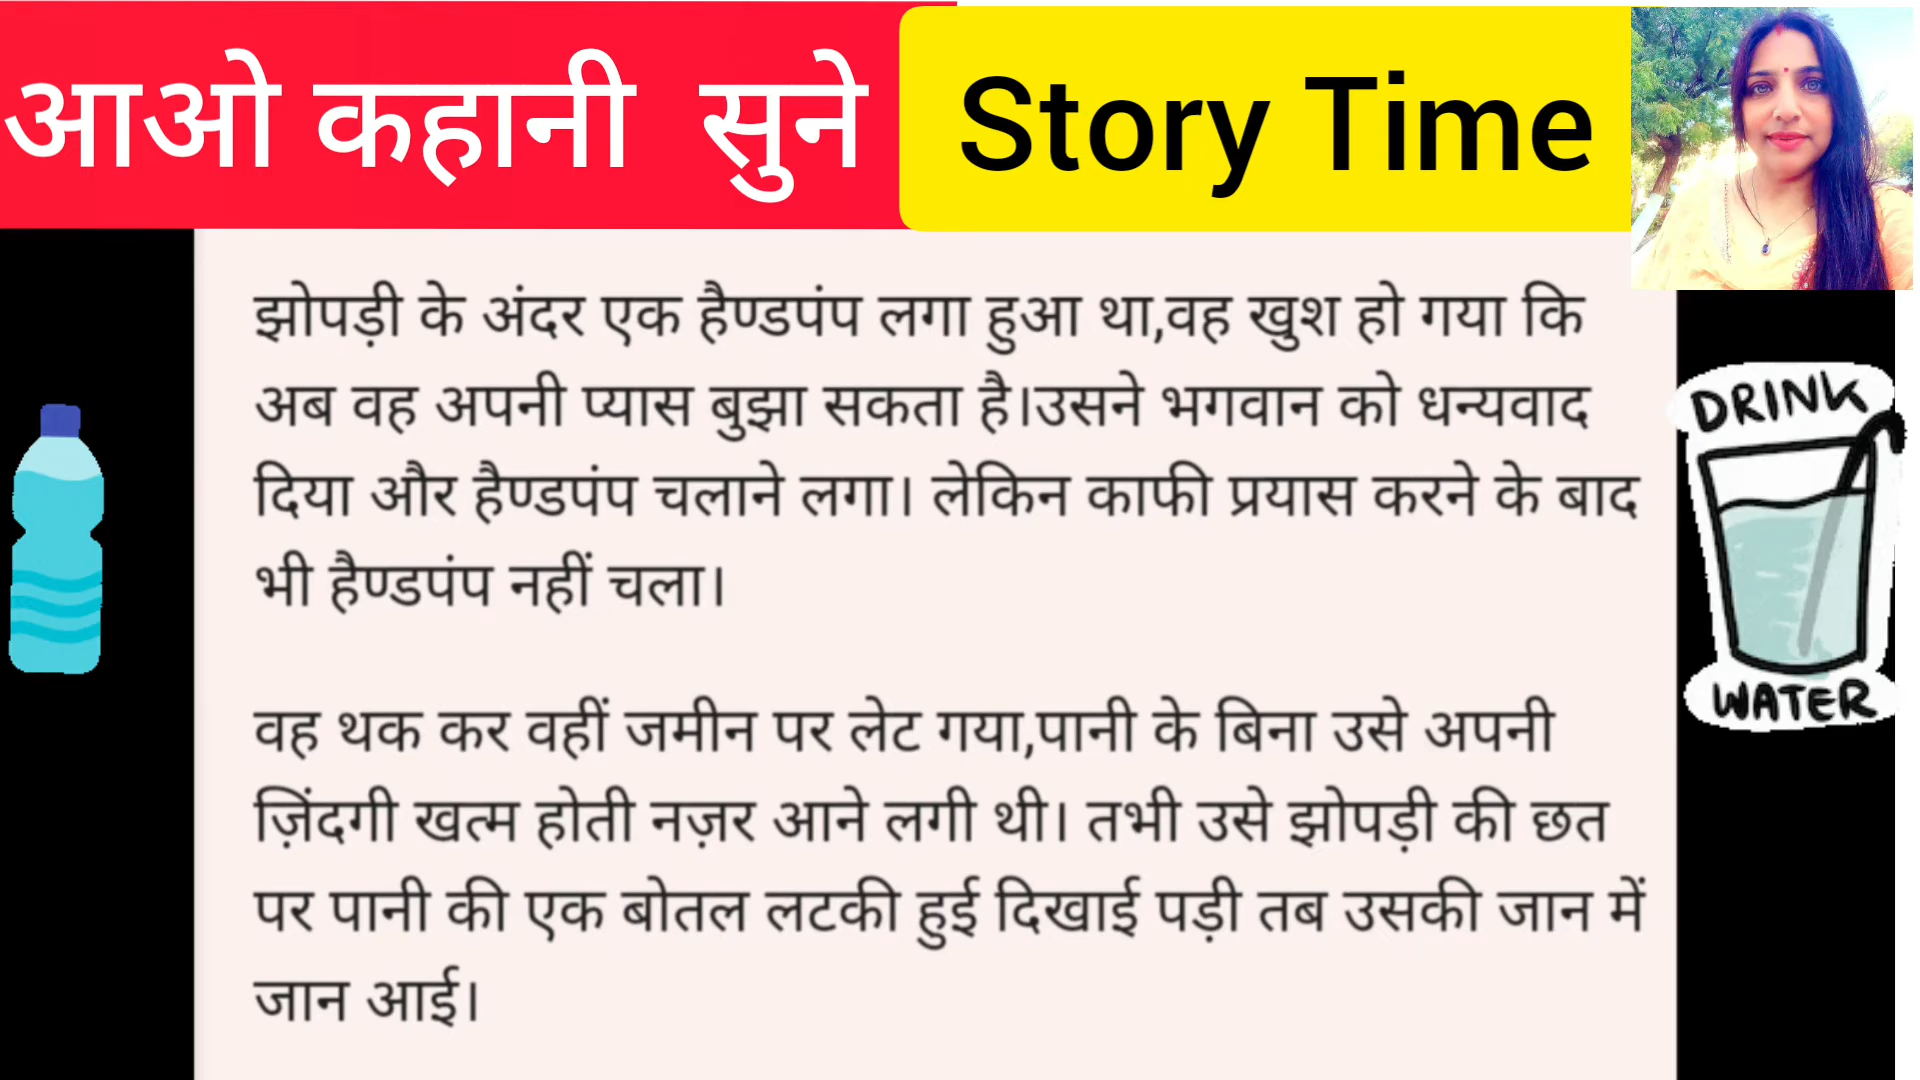 आओ कहानी सुने
Story Time
झोपड़ी के अंदर एक हैण्डपंप लगा हुआ था,वह खुश हो गया कि
अब वह अपनी प्यास बुझा सकता है।उसने भगवान को धन्यवाद
दिया और हैण्डपंप चलाने लगा। लेकिन काफी प्रयास करने के बाद
भी हैण्डपंप नहीं चला।
वह थक कर वहीं जमीन पर लेट गया,पानी के बिना उसे अपनी
ज़िंदगी खत्म होती नज़र आने लगी थी। तभी उसे झोपड़ी की छत
पर पानी की एक बोतल लटकी हुई दिखाई पड़ी तब उसकी जान में
जान आई।
DRINK
WATER